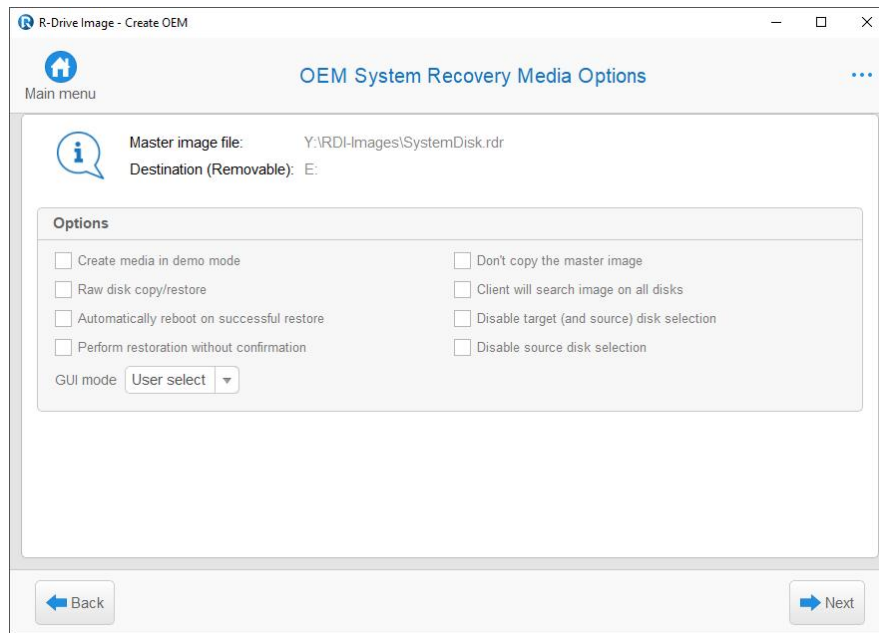 R-Drive Image - Create OEM
Main menu
OEM System Recovery Media Options
Master image file: Y:\RDI-Images\SystemDisk.rdr
Destination (Removable): E:
Options
Create media in demo mode
Don't copy the master image
Raw disk copy/restore
Client will search image on all disks
Automatically reboot on successful restore
Disable target (and source) disk selection
Perform restoration without confirmation
Disable source disk selection
GUI mode User select
Back
Next